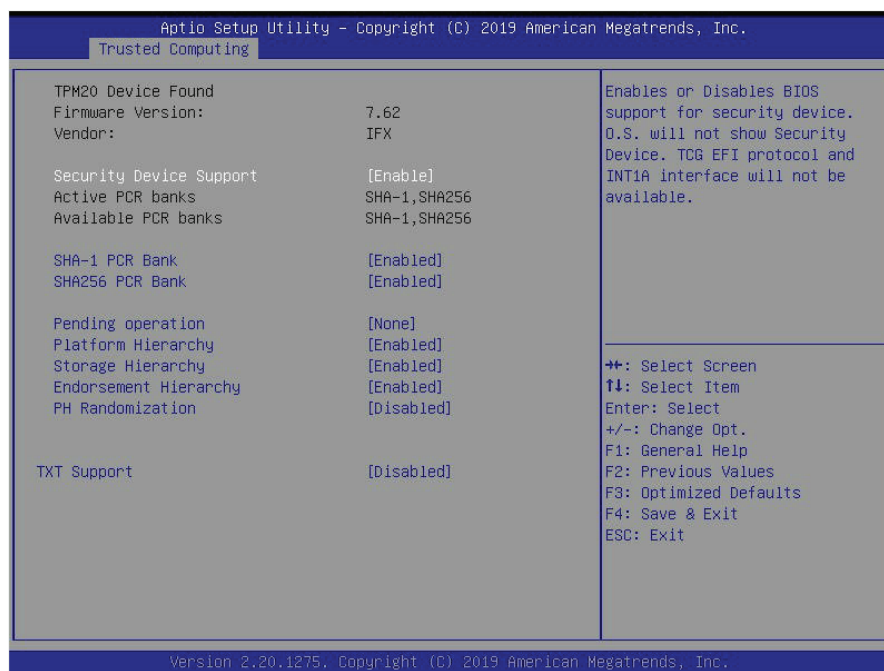 Aptio Setup Utility – Copyright (C) 2019 American Megatrends, Inc.
Trusted Computing
TPM20 Device Found
Firmware Version: 7.62
Vendor: IFX
Security Device Support [Enable]
Active PCR banks SHA-1,SHA256
Available PCR banks SHA-1,SHA256
SHA-1 PCR Bank [Enabled]
SHA256 PCR Bank [Enabled]
Pending operation [None]
Platform Hierarchy [Enabled]
Storage Hierarchy [Enabled]
Endorsement Hierarchy [Enabled]
PH Randomization [Disabled]
TXT Support [Disabled]
Enables or Disables BIOS
support for security device.
O.S. will not show Security
Device. TCG EFI protocol and
INT1A interface will not be
available.
→←: Select Screen
↑↓: Select Item
Enter: Select
+/-: Change Opt.
F1: General Help
F2: Previous Values
F3: Optimized Defaults
F4: Save & Exit
ESC: Exit
Version 2.20.1275. Copyright (C) 2019 American Megatrends, Inc.